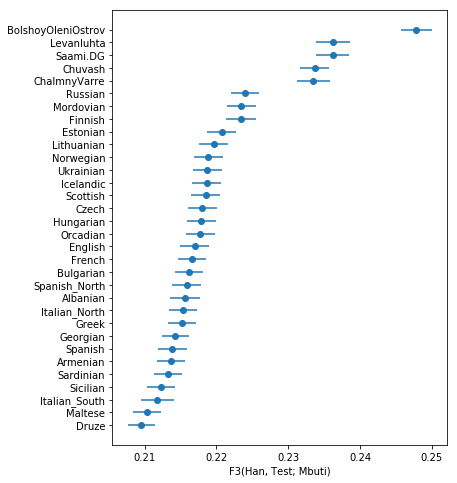 BolshoyOleniOstrov
Levanluhta
Saami.DG
Chuvash
ChalmnyVarre
Russian
Mordovian
Finnish
Estonian
Lithuanian
Norwegian
Ukrainian
Icelandic
Scottish
Czech
Hungarian
Orcadian
English
French
Bulgarian
Spanish_North
Albanian
Italian_North
Greek
Georgian
Spanish
Armenian
Sardinian
Sicilian
Italian_South
Maltese
Druze
0.21 0.22 0.23 0.24 0.25
F3(Han, Test; Mbuti)